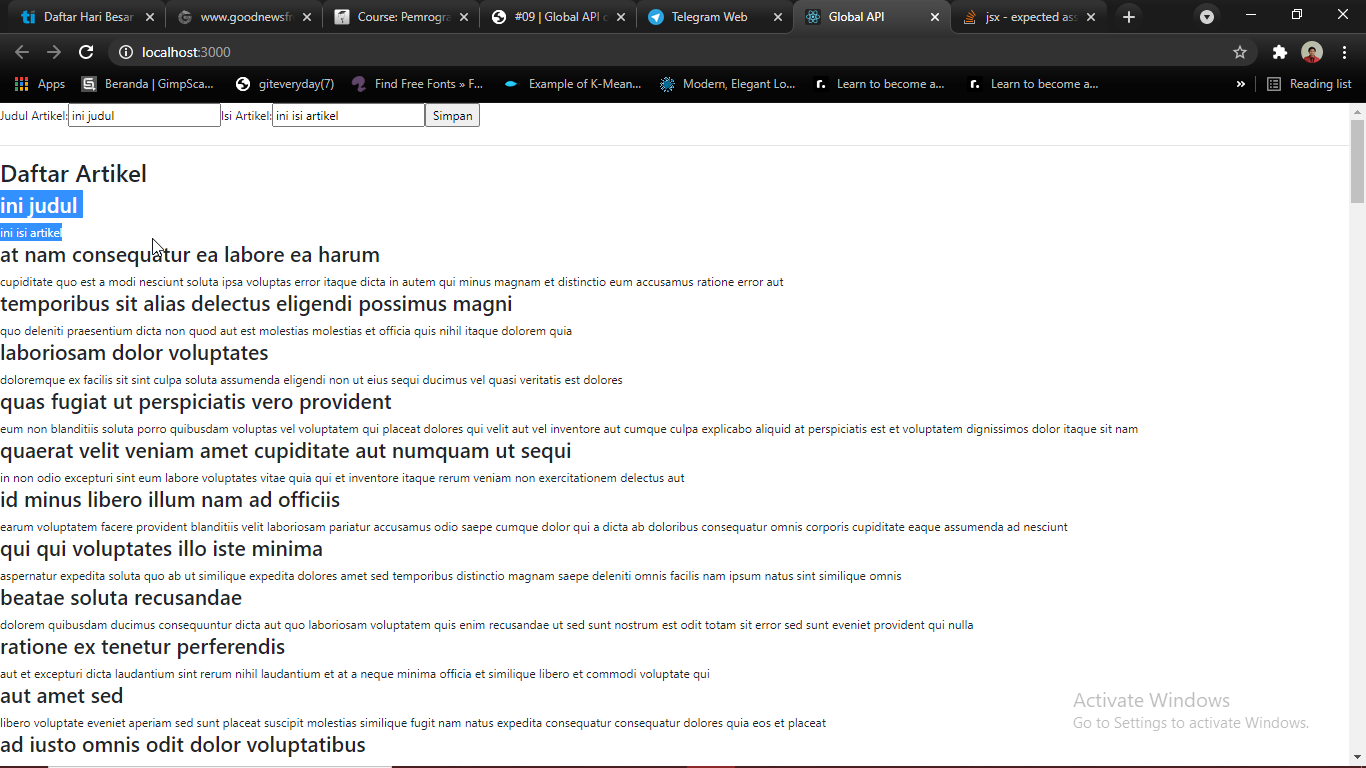 Daftar Hari Besar
www.goodnewsfr
Course: Pemrogra
#09 | Global API c
Telegram Web
Global API
jsx - expected ass
localhost:3000
Apps
Beranda | GimpSca...
giteveryday(7)
Find Free Fonts » F...
Example of K-Mean...
Modern, Elegant Lo...
Learn to become a...
Learn to become a...
»
Reading list
Judul Artikel: ini judul Isi Artikel: ini isi artikel Simpan
Daftar Artikel
ini judul
ini isi artikel
at nam consequatur ea labore ea harum
cupiditate quo est a modi nesciunt soluta ipsa voluptas error itaque dicta in autem qui minus magnam et distinctio eum accusamus ratione error aut
temporibus sit alias delectus eligendi possimus magni
quo deleniti praesentium dicta non quod aut est molestias molestias et officia quis nihil itaque dolorem quia
laboriosam dolor voluptates
doloremque ex facilis sit sint culpa soluta assumenda eligendi non ut eius sequi ducimus vel quasi veritatis est dolores
quas fugiat ut perspiciatis vero provident
eum non blanditiis soluta porro quibusdam voluptas vel voluptatem qui placeat dolores qui velit aut vel inventore aut cumque culpa explicabo aliquid at perspiciatis est et voluptatem dignissimos dolor itaque sit nam
quaerat velit veniam amet cupiditate aut numquam ut sequi
in non odio excepturi sint eum labore voluptates vitae quia qui et inventore itaque rerum veniam non exercitationem delectus aut
id minus libero illum nam ad officiis
earum voluptatem facere provident blanditiis velit laboriosam pariatur accusamus odio saepe cumque dolor qui a dicta ab doloribus consequatur omnis corporis cupiditate eaque assumenda ad nesciunt
qui qui voluptates illo iste minima
aspernatur expedita soluta quo ab ut similique expedita dolores amet sed temporibus distinctio magnam saepe deleniti omnis facilis nam ipsum natus sint similique omnis
beatae soluta recusandae
dolorem quibusdam ducimus consequuntur dicta aut quo laboriosam voluptatem quis enim recusandae ut sed sunt nostrum est odit totam sit error sed sunt eveniet provident qui nulla
ratione ex tenetur perferendis
aut et excepturi dicta laudantium sint rerum nihil laudantium et at a neque minima officia et similique libero et commodi voluptate qui
aut amet sed
libero voluptate eveniet aperiam sed sunt placeat suscipit molestias similique fugit nam natus expedita consequatur consequatur dolores quia eos et placeat
ad iusto omnis odit dolor voluptatibus
Activate Windows
Go to Settings to activate Windows.